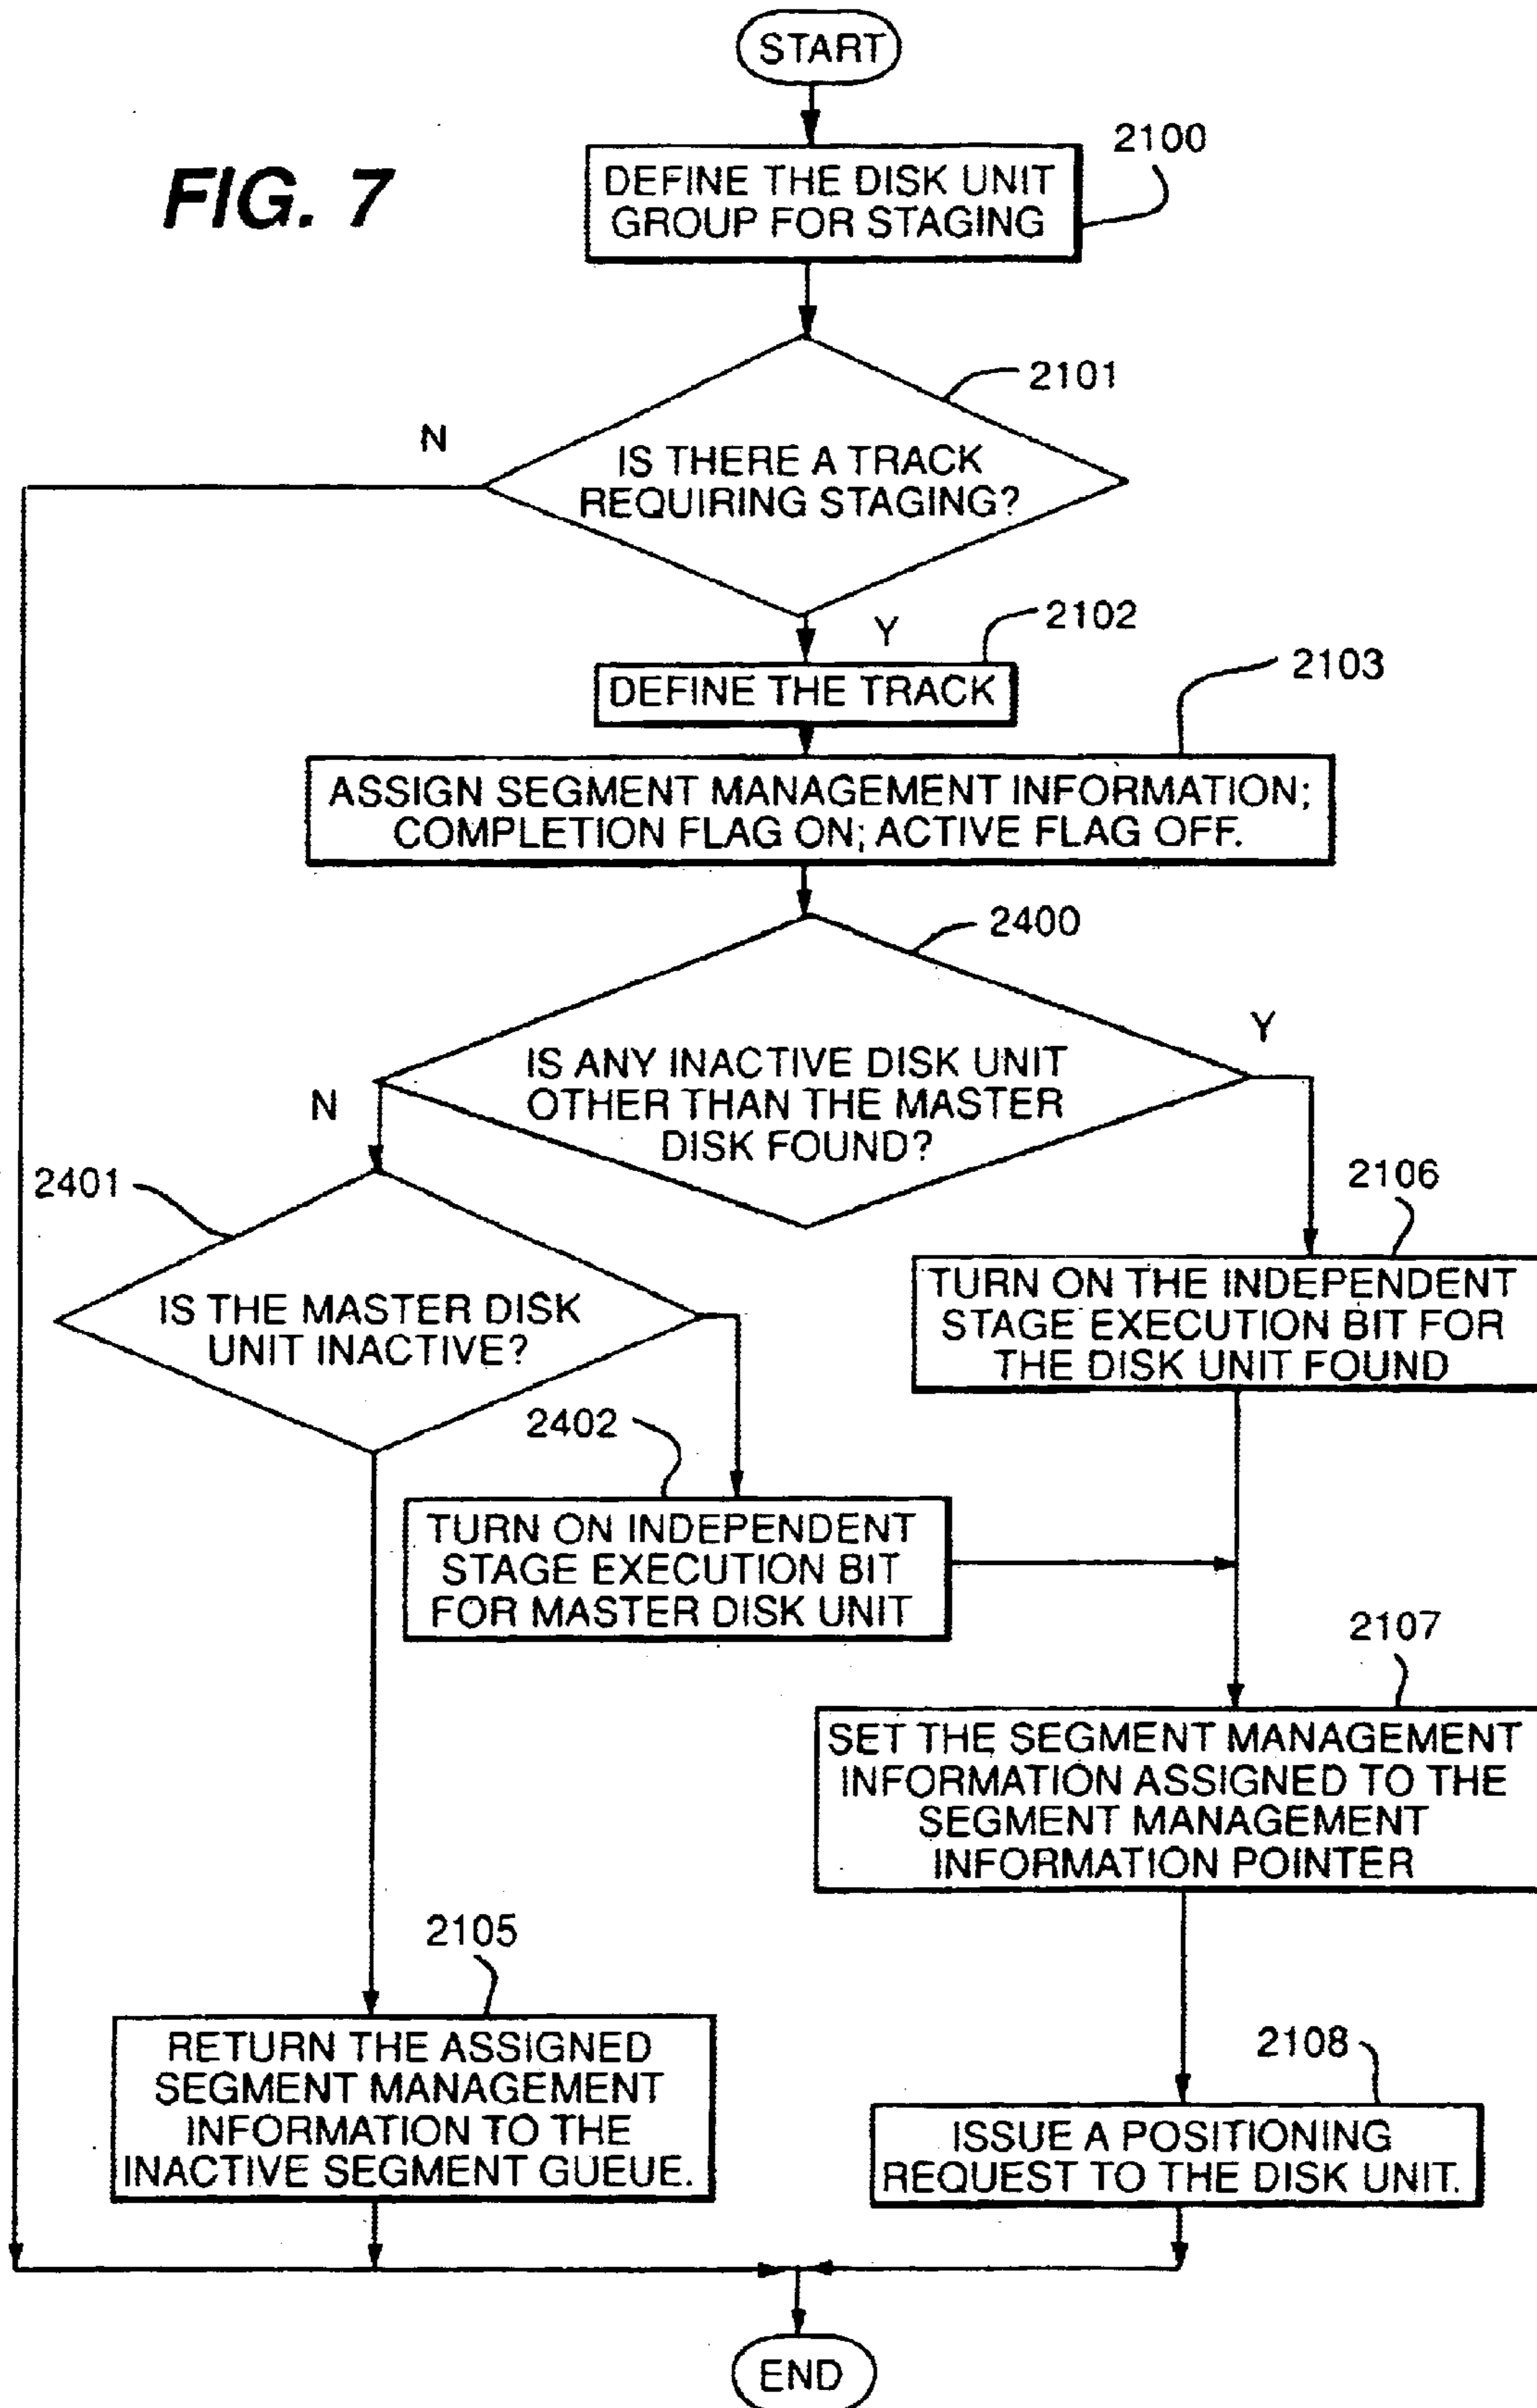 START
FIG. 7
2100
DEFINE THE DISK UNIT
GROUP FOR STAGING
2101
N
IS THERE A TRACK
REQUIRING STAGING?
Y
2102
DEFINE THE TRACK
2103
ASSIGN SEGMENT MANAGEMENT INFORMATION;
COMPLETION FLAG ON; ACTIVE FLAG OFF.
2400
Y
IS ANY INACTIVE DISK UNIT
OTHER THAN THE MASTER
DISK FOUND?
N
2401
IS THE MASTER DISK
UNIT INACTIVE?
2106
TURN ON THE INDEPENDENT
STAGE EXECUTION BIT FOR
THE DISK UNIT FOUND
2402
TURN ON INDEPENDENT
STAGE EXECUTION BIT
FOR MASTER DISK UNIT
2107
SET THE SEGMENT MANAGEMENT
INFORMATION ASSIGNED TO THE
SEGMENT MANAGEMENT
INFORMATION POINTER
2105
RETURN THE ASSIGNED
SEGMENT MANAGEMENT
INFORMATION TO THE
INACTIVE SEGMENT GUEUE.
2108
ISSUE A POSITIONING
REQUEST TO THE DISK UNIT.
END